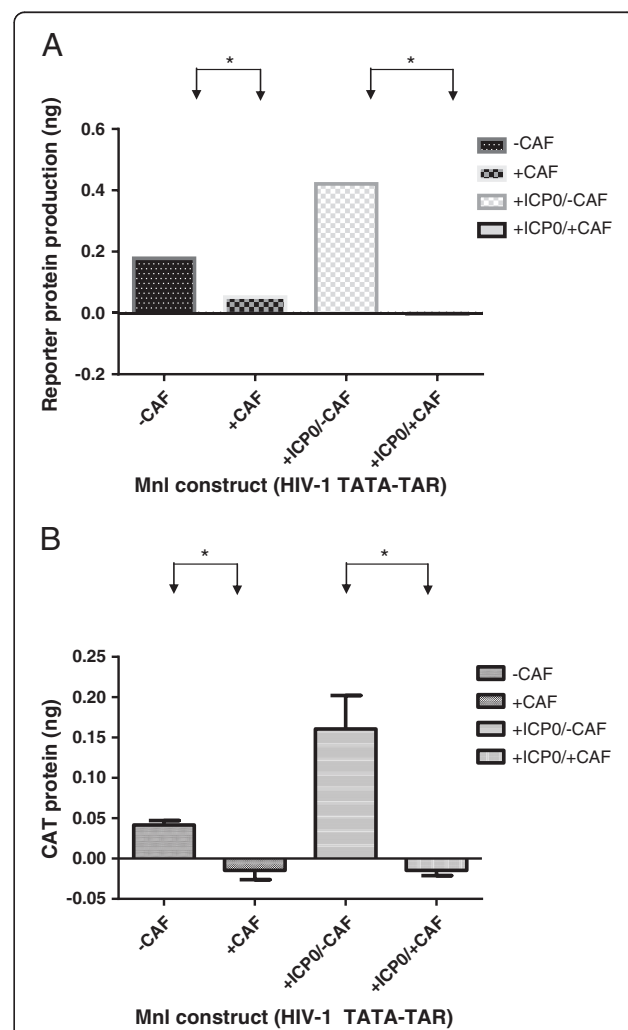 A
*
*
Reporter protein production (ng)
0.6
0.4
0.2
0.0
-0.2
-CAF
+CAF
+ICP0/-CAF
+ICP0/+CAF
-CAF
+CAF
+ICP0/-CAF
+ICP0/+CAF
Mnl construct (HIV-1 TATA-TAR)
B
*
*
CAT protein (ng)
0.25
0.20
0.15
0.10
0.05
0.00
-0.05
-CAF
+CAF
+ICP0/-CAF
+ICP0/+CAF
-CAF
+CAF
+ICP0/-CAF
+ICP0/+CAF
Mnl construct (HIV-1 TATA-TAR)